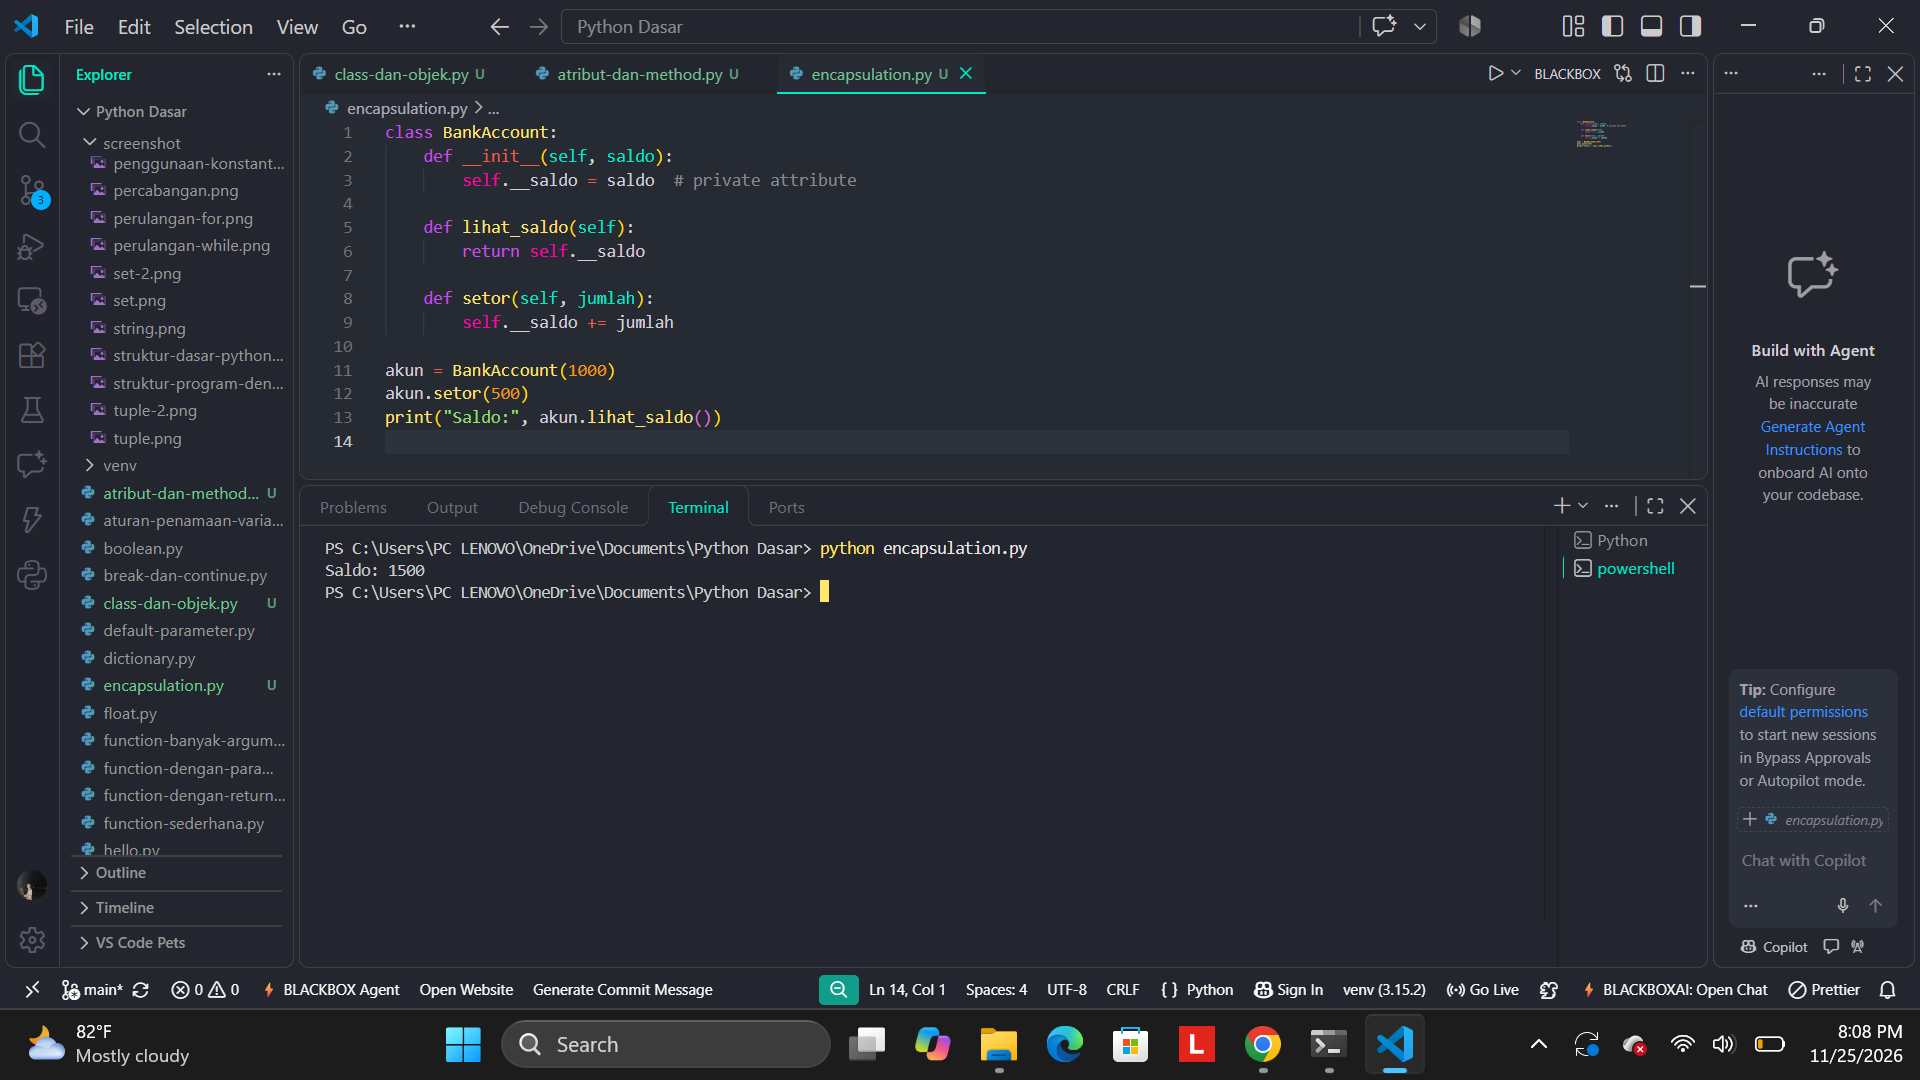 File Edit Selection View Go
Python Dasar
Explorer
Python Dasar
screenshot
penggunaan-konstant...
percabangan.png
perulangan-for.png
perulangan-while.png
set-2.png
set.png
string.png
struktur-dasar-python...
struktur-program-den...
tuple-2.png
tuple.png
venv
atribut-dan-method... U
aturan-penamaan-varia...
boolean.py
break-dan-continue.py
class-dan-objek.py U
default-parameter.py
dictionary.py
encapsulation.py U
float.py
function-banyak-argum...
function-dengan-para...
function-dengan-return...
function-sederhana.py
hello.py
Outline
Timeline
VS Code Pets
3
class-dan-objek.py U
atribut-dan-method.py U
encapsulation.py U
BLACKBOX
encapsulation.py > ...
1 class BankAccount:
2 def __init__(self, saldo):
3 self.__saldo = saldo # private attribute
4
5 def lihat_saldo(self):
6 return self.__saldo
7
8 def setor(self, jumlah):
9 self.__saldo += jumlah
10
11 akun = BankAccount(1000)
12 akun.setor(500)
13 print("Saldo:", akun.lihat_saldo())
14
Problems Output Debug Console Terminal Ports
PS C:\Users\PC LENOVO\OneDrive\Documents\Python Dasar> python encapsulation.py
Saldo: 1500
PS C:\Users\PC LENOVO\OneDrive\Documents\Python Dasar>
Python
powershell
Build with Agent
AI responses may
be inaccurate
Generate Agent
Instructions to
onboard AI onto
your codebase.
Tip: Configure
default permissions
to start new sessions
in Bypass Approvals
or Autopilot mode.
encapsulation.py
Chat with Copilot
Copilot
main* 0 0 BLACKBOX Agent Open Website Generate Commit Message Ln 14, Col 1 Spaces: 4 UTF-8 CRLF { } Python Sign In venv (3.15.2) Go Live BLACKBOXAI: Open Chat Prettier
82°F
Mostly cloudy
Search
L
8:08 PM
11/25/2026